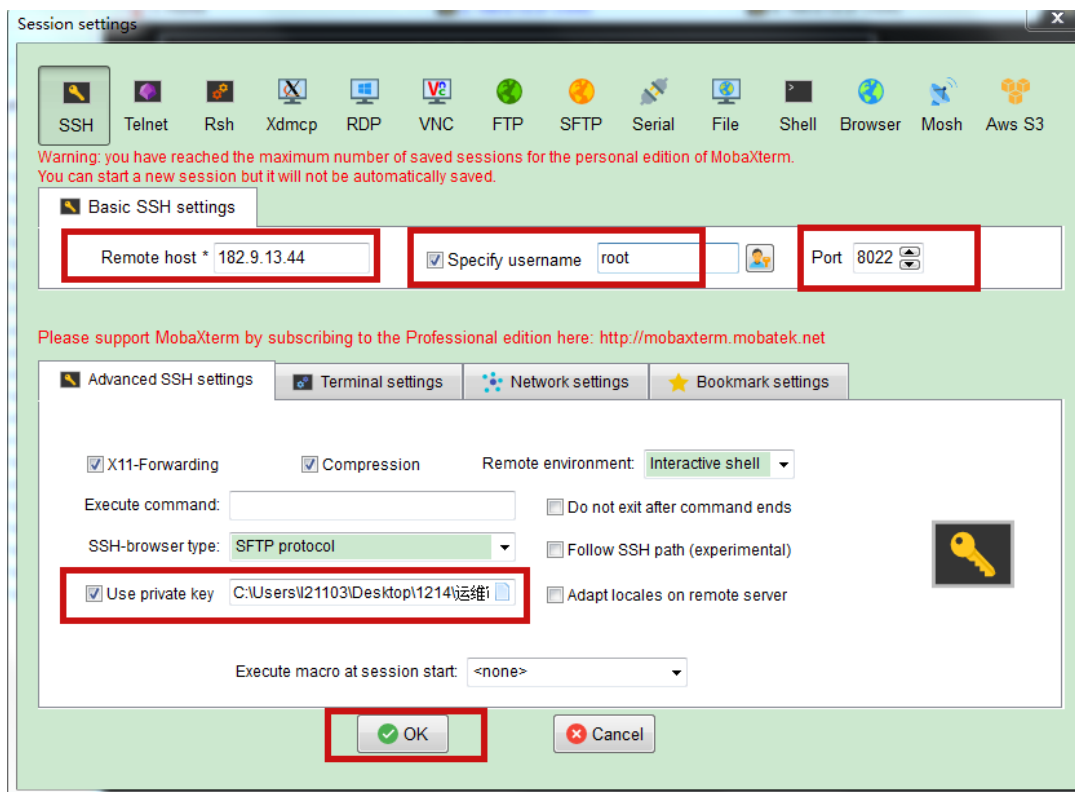 Session settings
SSH Telnet Rsh Xdmcp RDP VNC FTP SFTP Serial File Shell Browser Mosh Aws S3
Warning: you have reached the maximum number of saved sessions for the personal edition of MobaXterm.
You can start a new session but it will not be automatically saved.
Basic SSH settings
Remote host * 182.9.13.44 Specify username root Port 8022
Please support MobaXterm by subscribing to the Professional edition here: http://mobaxterm.mobatek.net
Advanced SSH settings Terminal settings Network settings Bookmark settings
X11-Forwarding Compression Remote environment: Interactive shell
Execute command: Do not exit after command ends
SSH-browser type: SFTP protocol Follow SSH path (experimental)
Use private key C:\Users\l21103\Desktop\1214\运维 Adapt locales on remote server
Execute macro at session start: <none>
OK Cancel